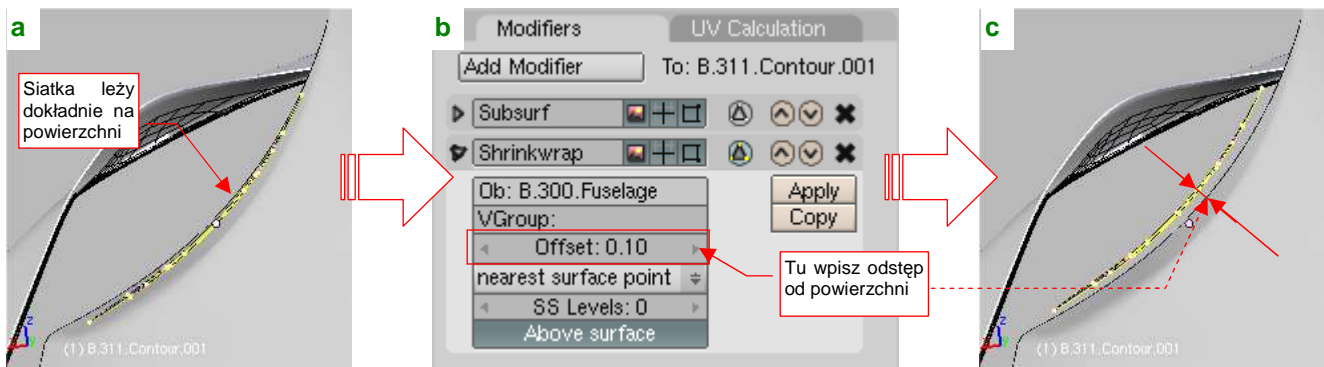 a
Siatka leży
dokładnie na
powierzchni
z
y
(1) B.311.Contour.001
b
Modifiers
UV Calculation
Add Modifier
To: B.311.Contour.001
Subsurf
Shrinkwrap
Ob: B.300.Fuselage
Apply
VGroup:
Copy
Offset: 0.10
nearest surface point
SS Levels: 0
Above surface
Tu wpisz odstęp
od powierzchni
c
z
y
(1) B.311.Contour.001